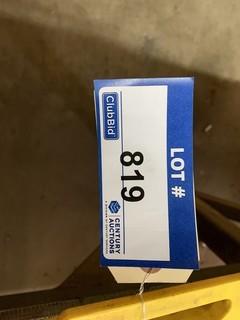 LOT #
819
ClubBid
CENTURY
AUCTIONS